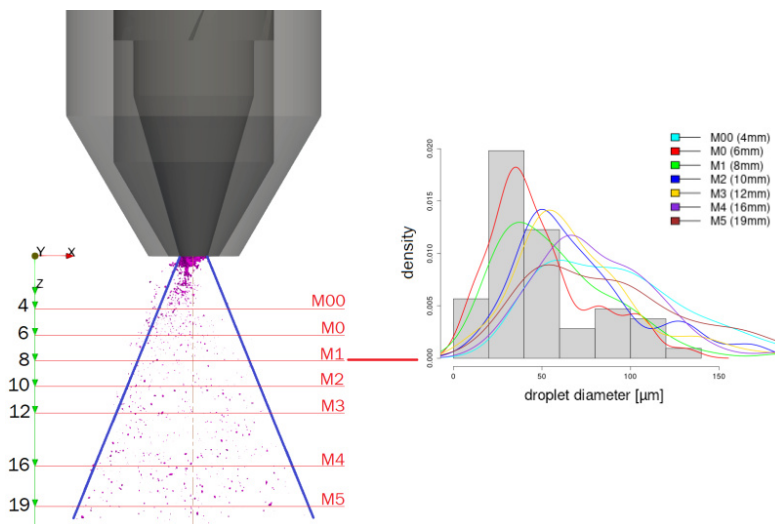 Y
X
Z
4
M00
6
M0
8
M1
10
M2
12
M3
16
M4
19
M5
M00 (4mm)
M0 (6mm)
M1 (8mm)
M2 (10mm)
M3 (12mm)
M4 (16mm)
M5 (19mm)
density
0.020
0.015
0.010
0.005
0.000
0
50
100
150
droplet diameter [µm]